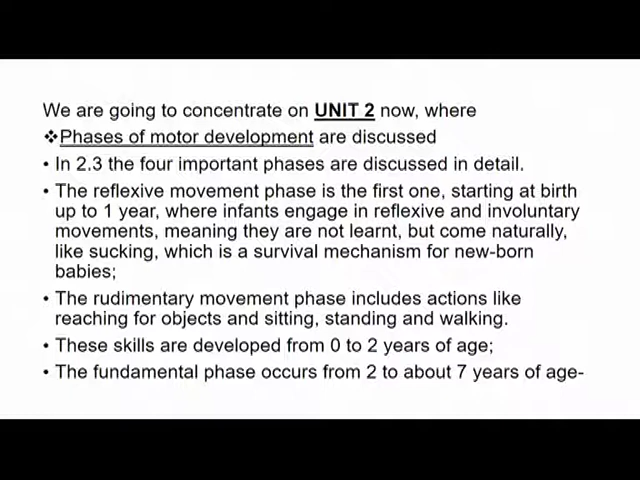 We are going to concentrate on UNIT 2 now, where
❖Phases of motor development are discussed
• In 2.3 the four important phases are discussed in detail.
• The reflexive movement phase is the first one, starting at birth
up to 1 year, where infants engage in reflexive and involuntary
movements, meaning they are not learnt, but come naturally,
like sucking, which is a survival mechanism for new-born
babies;
• The rudimentary movement phase includes actions like
reaching for objects and sitting, standing and walking.
• These skills are developed from 0 to 2 years of age;
• The fundamental phase occurs from 2 to about 7 years of age-